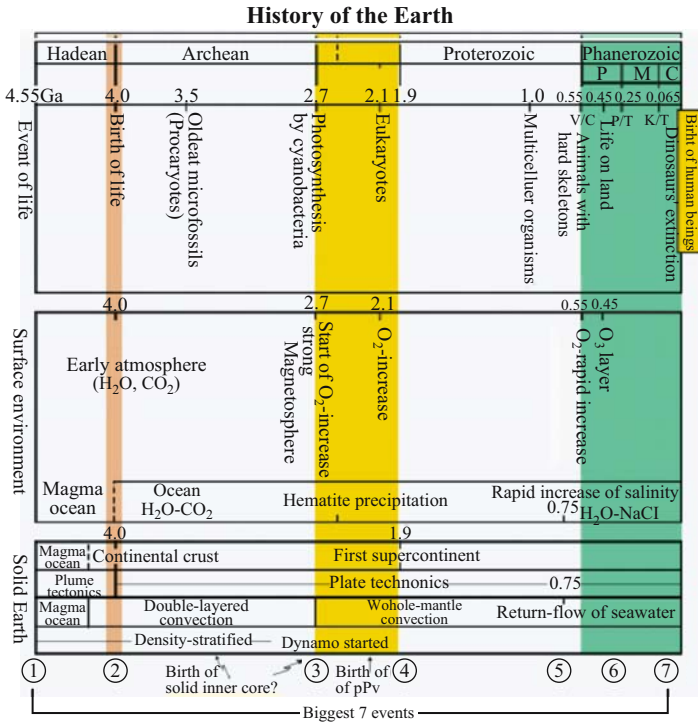 History of the Earth
Hadean Archean Proterozoic Phanerozoic
P M C
4.55Ga 4.0 3.5 2.7 2.1 1.9 1.0 0.55 0.45 0.25 0.065
V/C P/T K/T
Event of life
Birth of life
Oldeat microfossils
(Procaryotes)
Photosynthesis
by cyanobacteria
Eukaryotes
Multicelluer organisms
Animals with
hard skeletons
Life on land
Dinosaurs' extinction
Birht of human beings
4.0 2.7 2.1 0.55 0.45
Surface environment
Early atmosphere
(H₂O, CO₂)
Start of O₂-increase
strong
Magnetosphere
O₂-increase
O₃ layer
O₂-rapid increase
Magma
ocean
Ocean
H₂O-CO₂
Hematite precipitation
Rapid increase of salinity
0.75 H₂O-NaCI
4.0 1.9
Solid Earth
Magma
ocean
Continental crust First supercontinent
Plume
tectonics
Plate technonics 0.75
Magma
ocean
Double-layered
convection
Wohole-mantle
convection
Return-flow of seawater
Density-stratified Dynamo started
① ② ③ ④ ⑤ ⑥ ⑦
Birth of
solid inner core?
Birth of
of pPv
Biggest 7 events